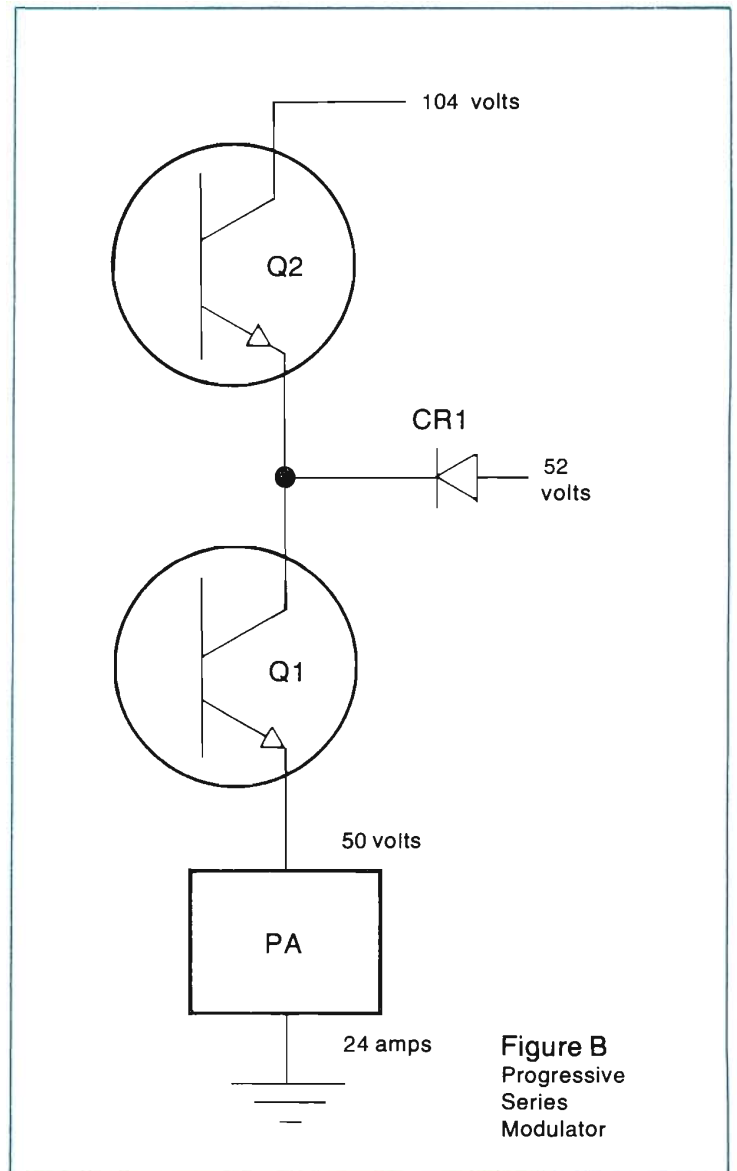 104 volts
Q2
CR1
52
volts
Q1
50 volts
PA
24 amps
Figure B
Progressive
Series
Modulator